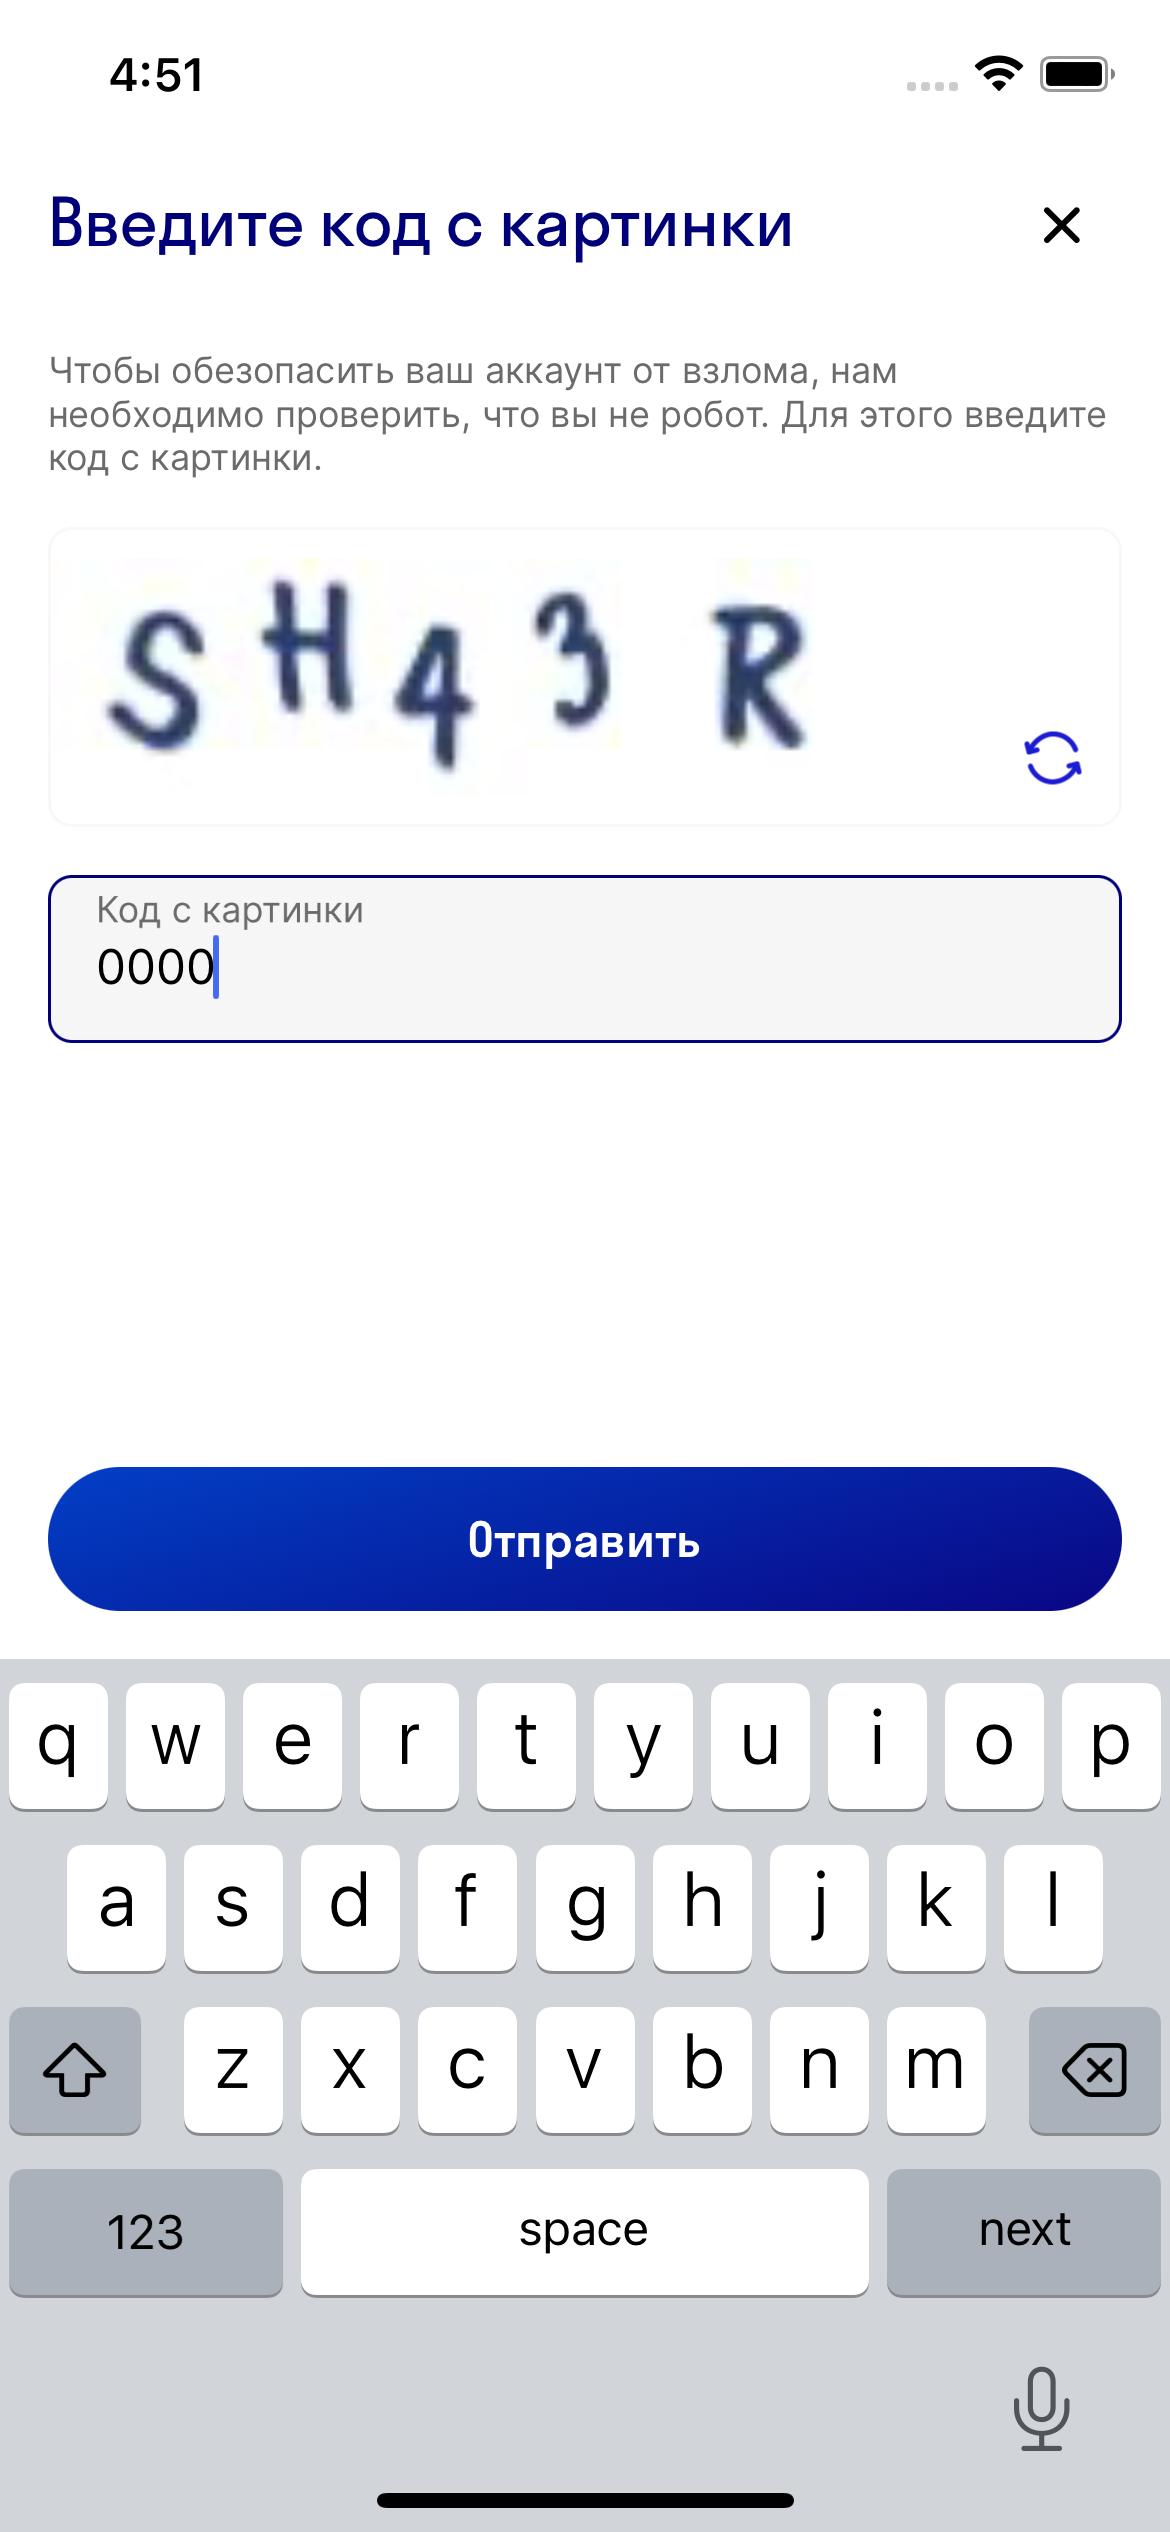 4:51
Введите код с картинки
Чтобы обезопасить ваш аккаунт от взлома, нам
необходимо проверить, что вы не робот. Для этого введите
код с картинки.
SH43 R
Код с картинки
0000
Отправить
q w e r t y u i o p
a s d f g h j k l
z x c v b n m
123 space next